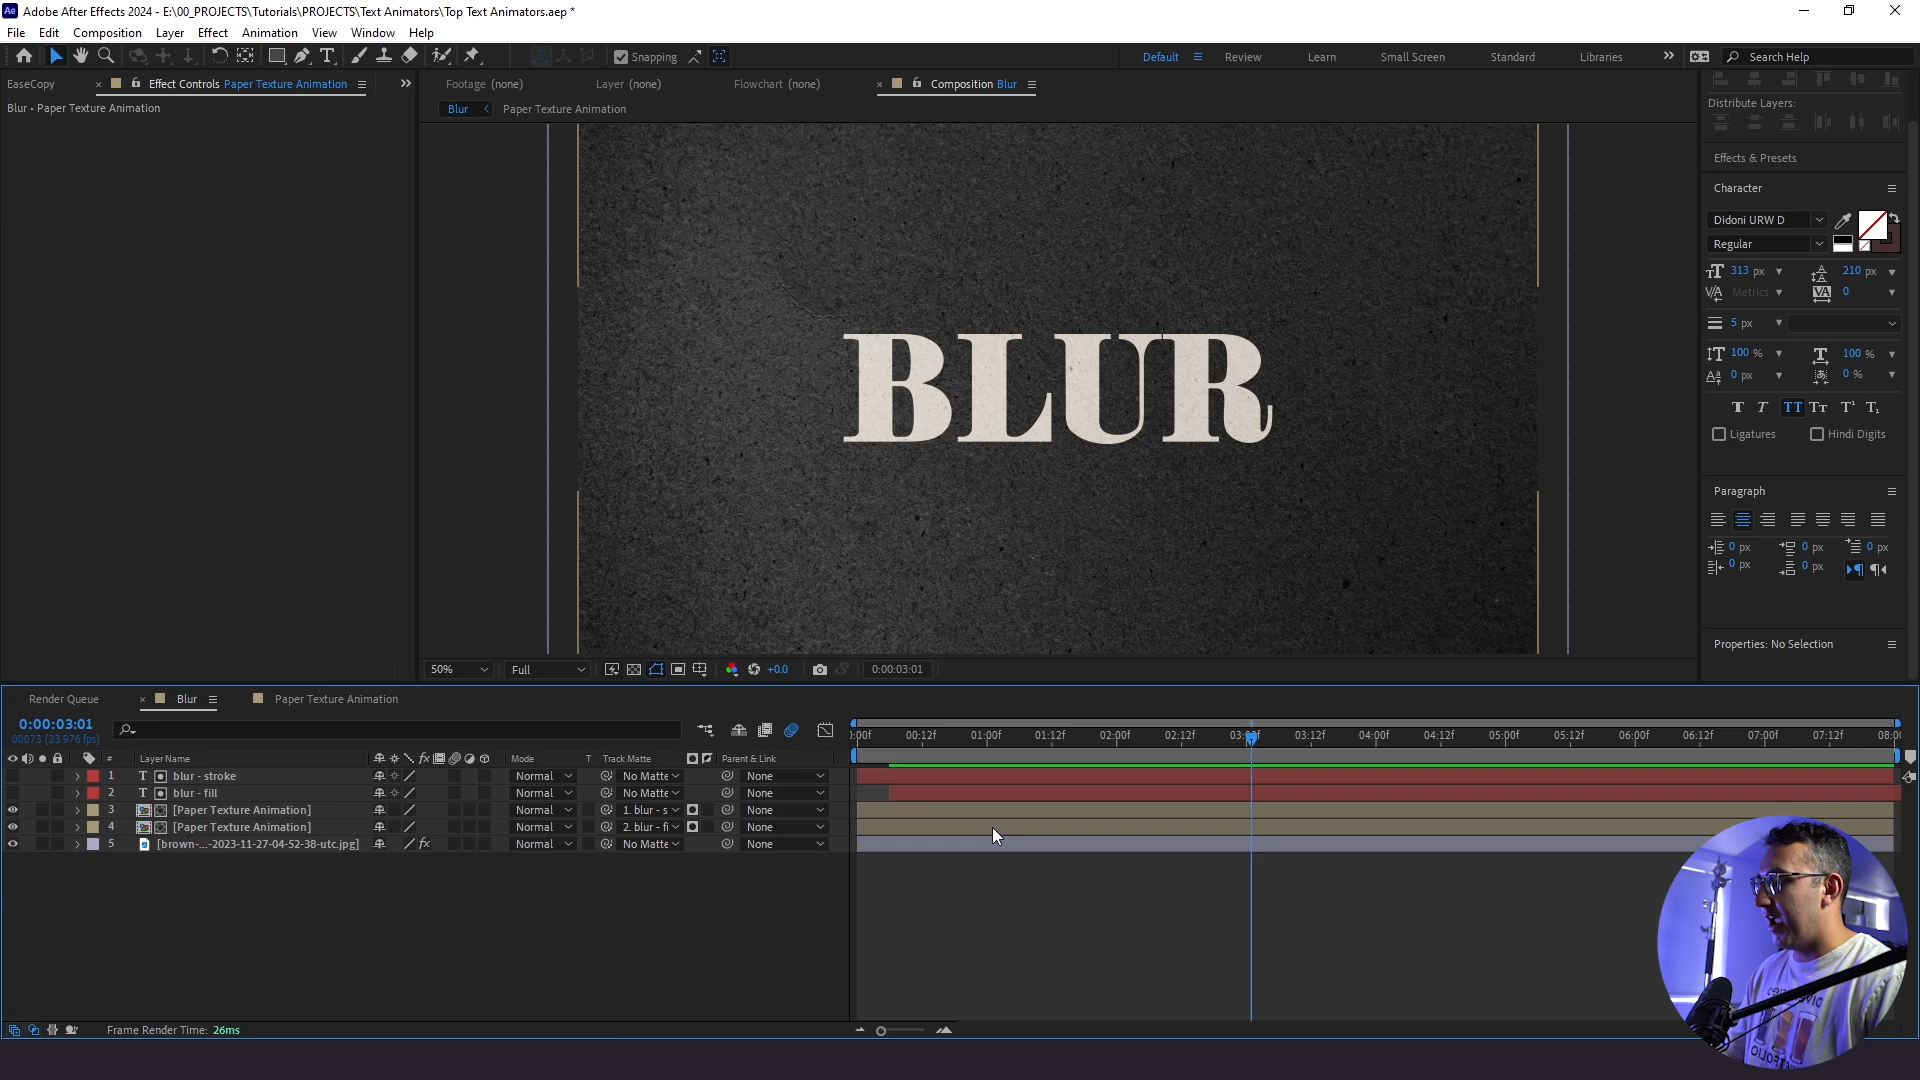 Adobe After Effects 2024 - E:\00_PROJECTS\Tutorials\PROJECTS\Text Animators\Top Text Animators.aep *
File Edit Composition Layer Effect Animation View Window Help
Snapping
Default Review Learn Small Screen Standard Libraries Search Help
EaseCopy Effect Controls Paper Texture Animation
Footage (none) Layer (none) Flowchart (none) Composition Blur
Blur • Paper Texture Animation
Blur Paper Texture Animation
Distribute Layers:
Effects & Presets
Character
Didoni URW D
Regular
313 px 210 px
Metrics 0
5 px
100 % 100 %
0 px 0 %
Ligatures Hindi Digits
Paragraph
0 px 0 px 0 px
0 px 0 px
Properties: No Selection
BLUR
50% Full +0.0 0:00:03:01
Render Queue Blur Paper Texture Animation
0:00:03:01
00073 (23.976 fps)
:00f 00:12f 01:00f 01:12f 02:00f 02:12f 03:00f 03:12f 04:00f 04:12f 05:00f 05:12f 06:00f 06:12f 07:00f 07:12f 08:00
# Layer Name Mode T Track Matte Parent & Link
1 T blur - stroke Normal No Matte None
2 T blur - fill Normal No Matte None
3 [Paper Texture Animation] Normal 1. blur - s None
4 [Paper Texture Animation] Normal 2. blur - fi None
5 [brown-...-2023-11-27-04-52-38-utc.jpg] fx Normal No Matte None
Frame Render Time: 26ms